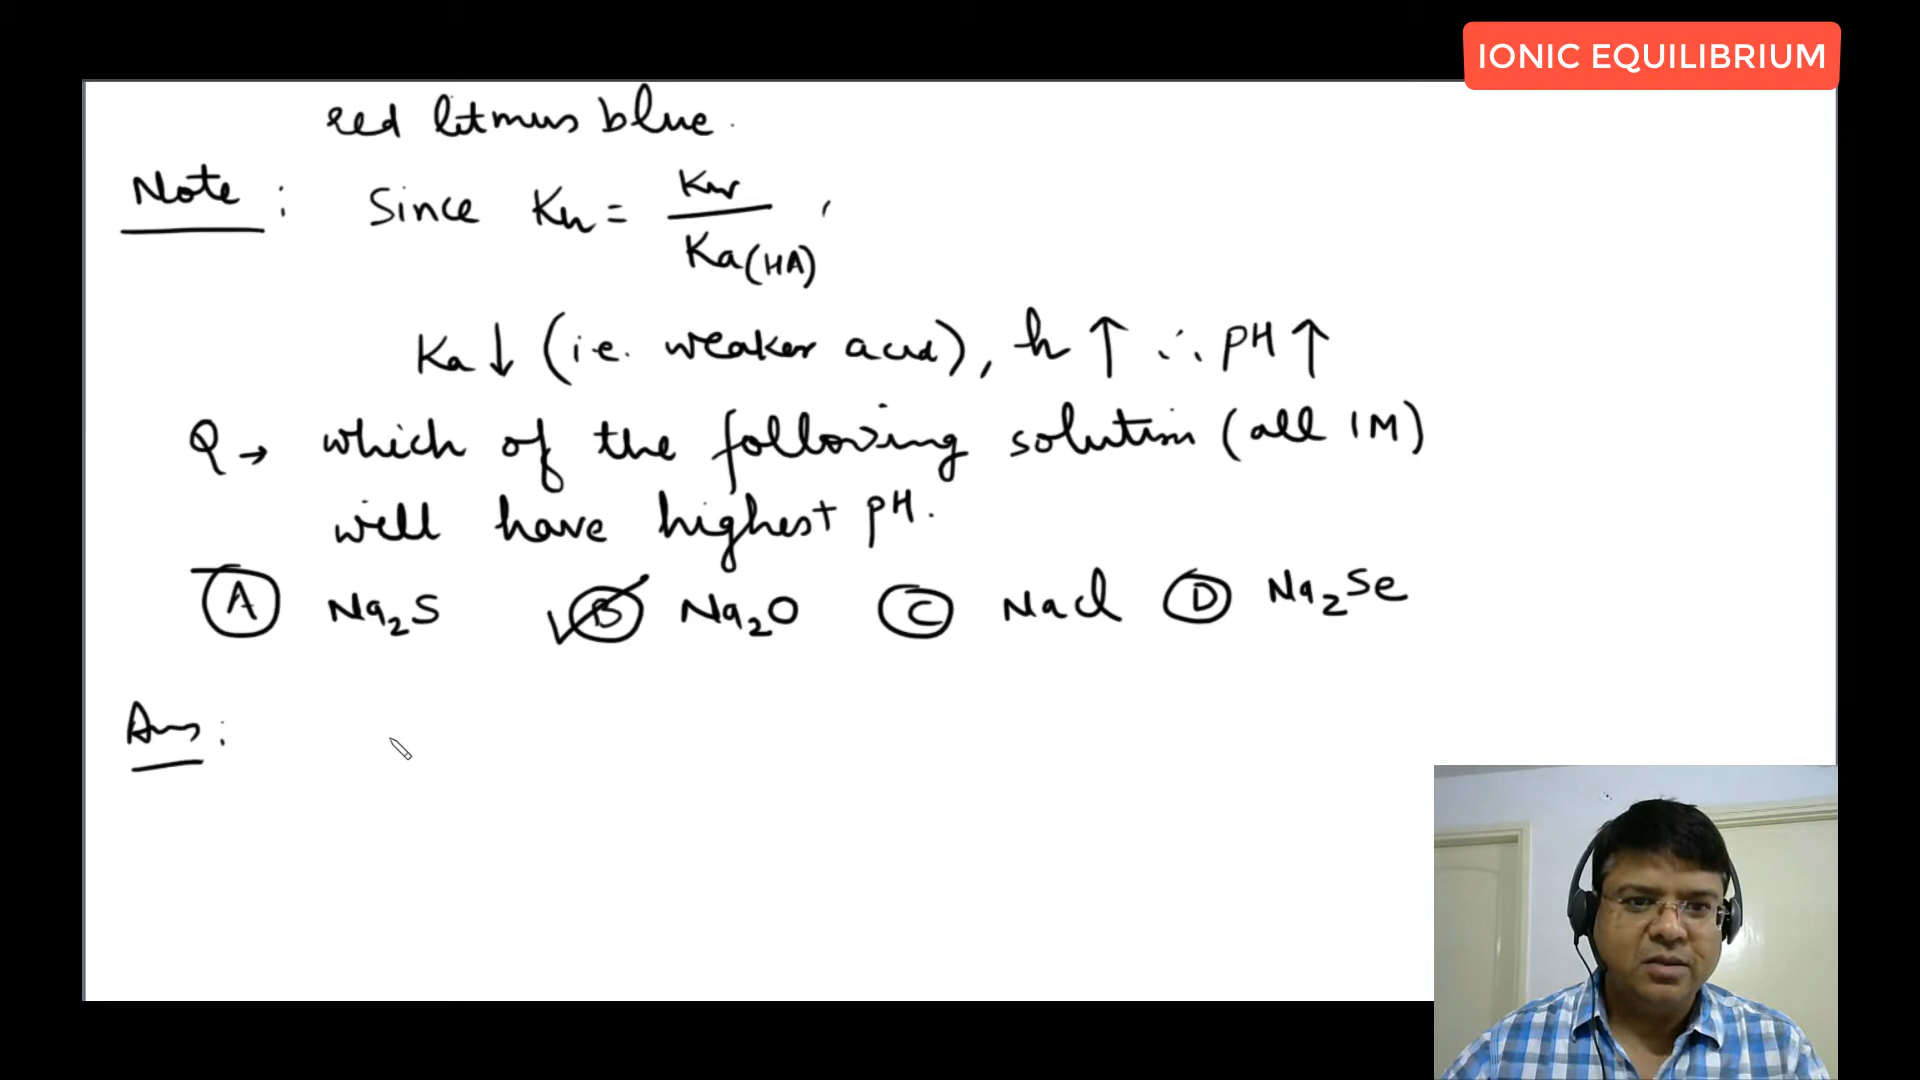 IONIC EQUILIBRIUM
red litmus blue.
Note : Since Kh = Kw / Ka(HA) ,
Ka ↓ (i.e. weaker acid), h ↑ ∴ pH ↑
Q → which of the following solution (all 1M)
will have highest pH.
(A) Na₂S (B) Na₂O (C) NaCl (D) Na₂Se
Ans :